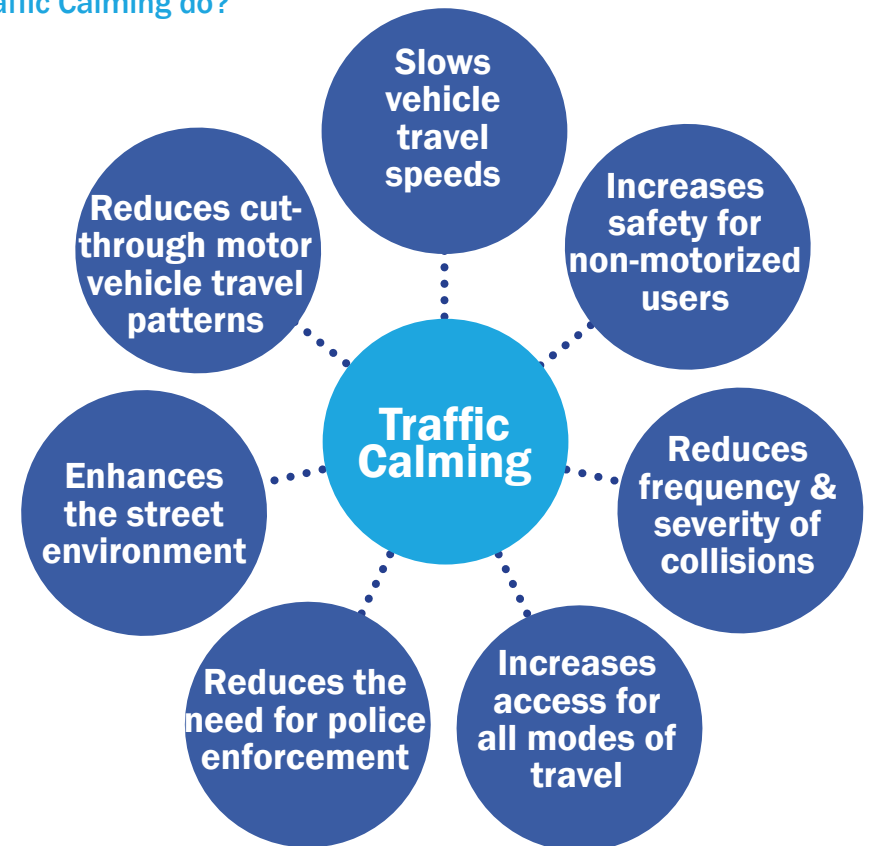 Calming do?
Slows
vehicle
travel
speeds
Increases
safety for
non-motorized
users
Reduces
frequency &
severity of
collisions
Increases
access for
all modes of
travel
Reduces the
need for police
enforcement
Enhances
the street
environment
Reduces cut-
through motor
vehicle travel
patterns
Traffic
Calming